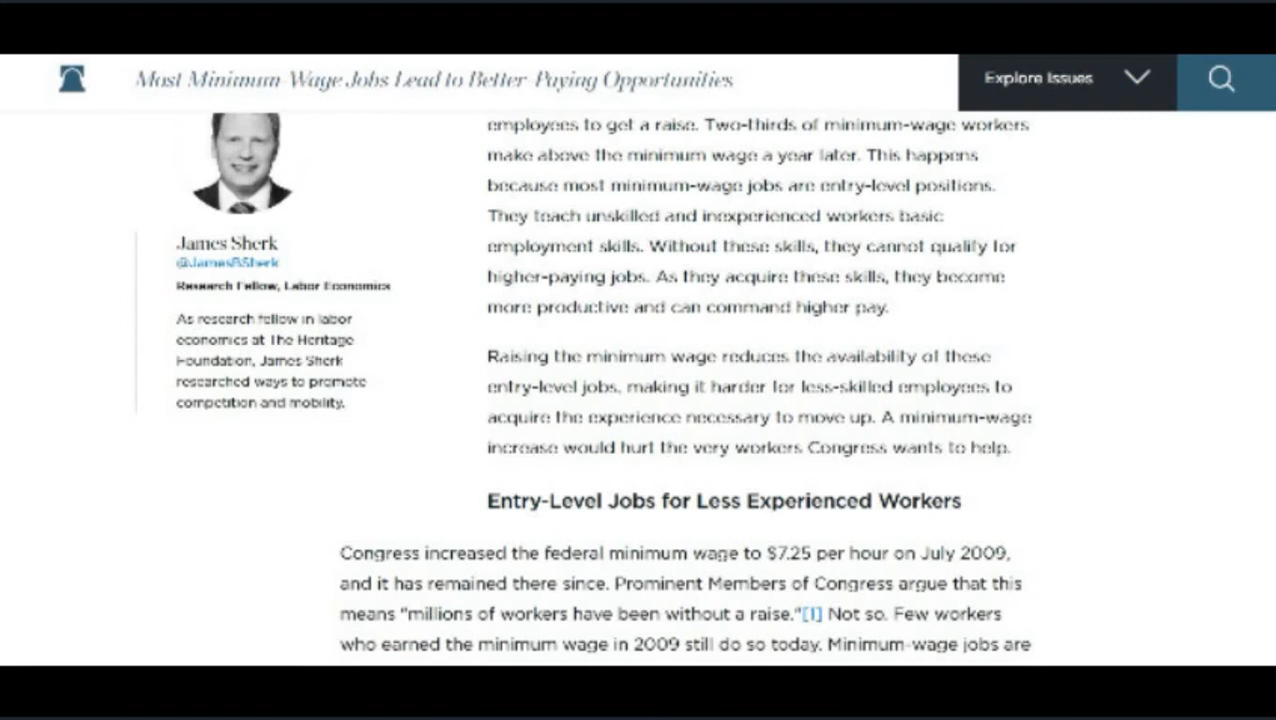 Most Minimum-Wage Jobs Lead to Better-Paying Opportunities
Explore Issues
James Sherk
@JamesBSherk
Research Fellow, Labor Economics
As research fellow in labor
economics at The Heritage
Foundation, James Sherk
researched ways to promote
competition and mobility.
employees to get a raise. Two-thirds of minimum-wage workers
make above the minimum wage a year later. This happens
because most minimum-wage jobs are entry-level positions.
They teach unskilled and inexperienced workers basic
employment skills. Without these skills, they cannot qualify for
higher-paying jobs. As they acquire these skills, they become
more productive and can command higher pay.
Raising the minimum wage reduces the availability of these
entry-level jobs, making it harder for less-skilled employees to
acquire the experience necessary to move up. A minimum-wage
increase would hurt the very workers Congress wants to help.
Entry-Level Jobs for Less Experienced Workers
Congress increased the federal minimum wage to $7.25 per hour on July 2009,
and it has remained there since. Prominent Members of Congress argue that this
means "millions of workers have been without a raise."[1] Not so. Few workers
who earned the minimum wage in 2009 still do so today. Minimum-wage jobs are